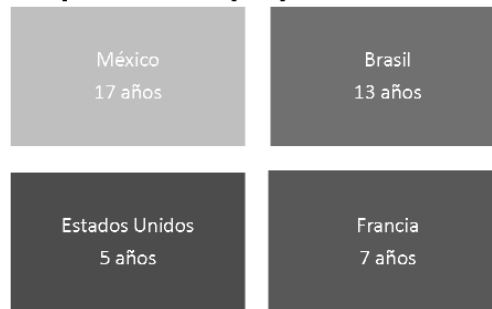 México
17 años
Brasil
13 años
Estados Unidos
5 años
Francia
7 años